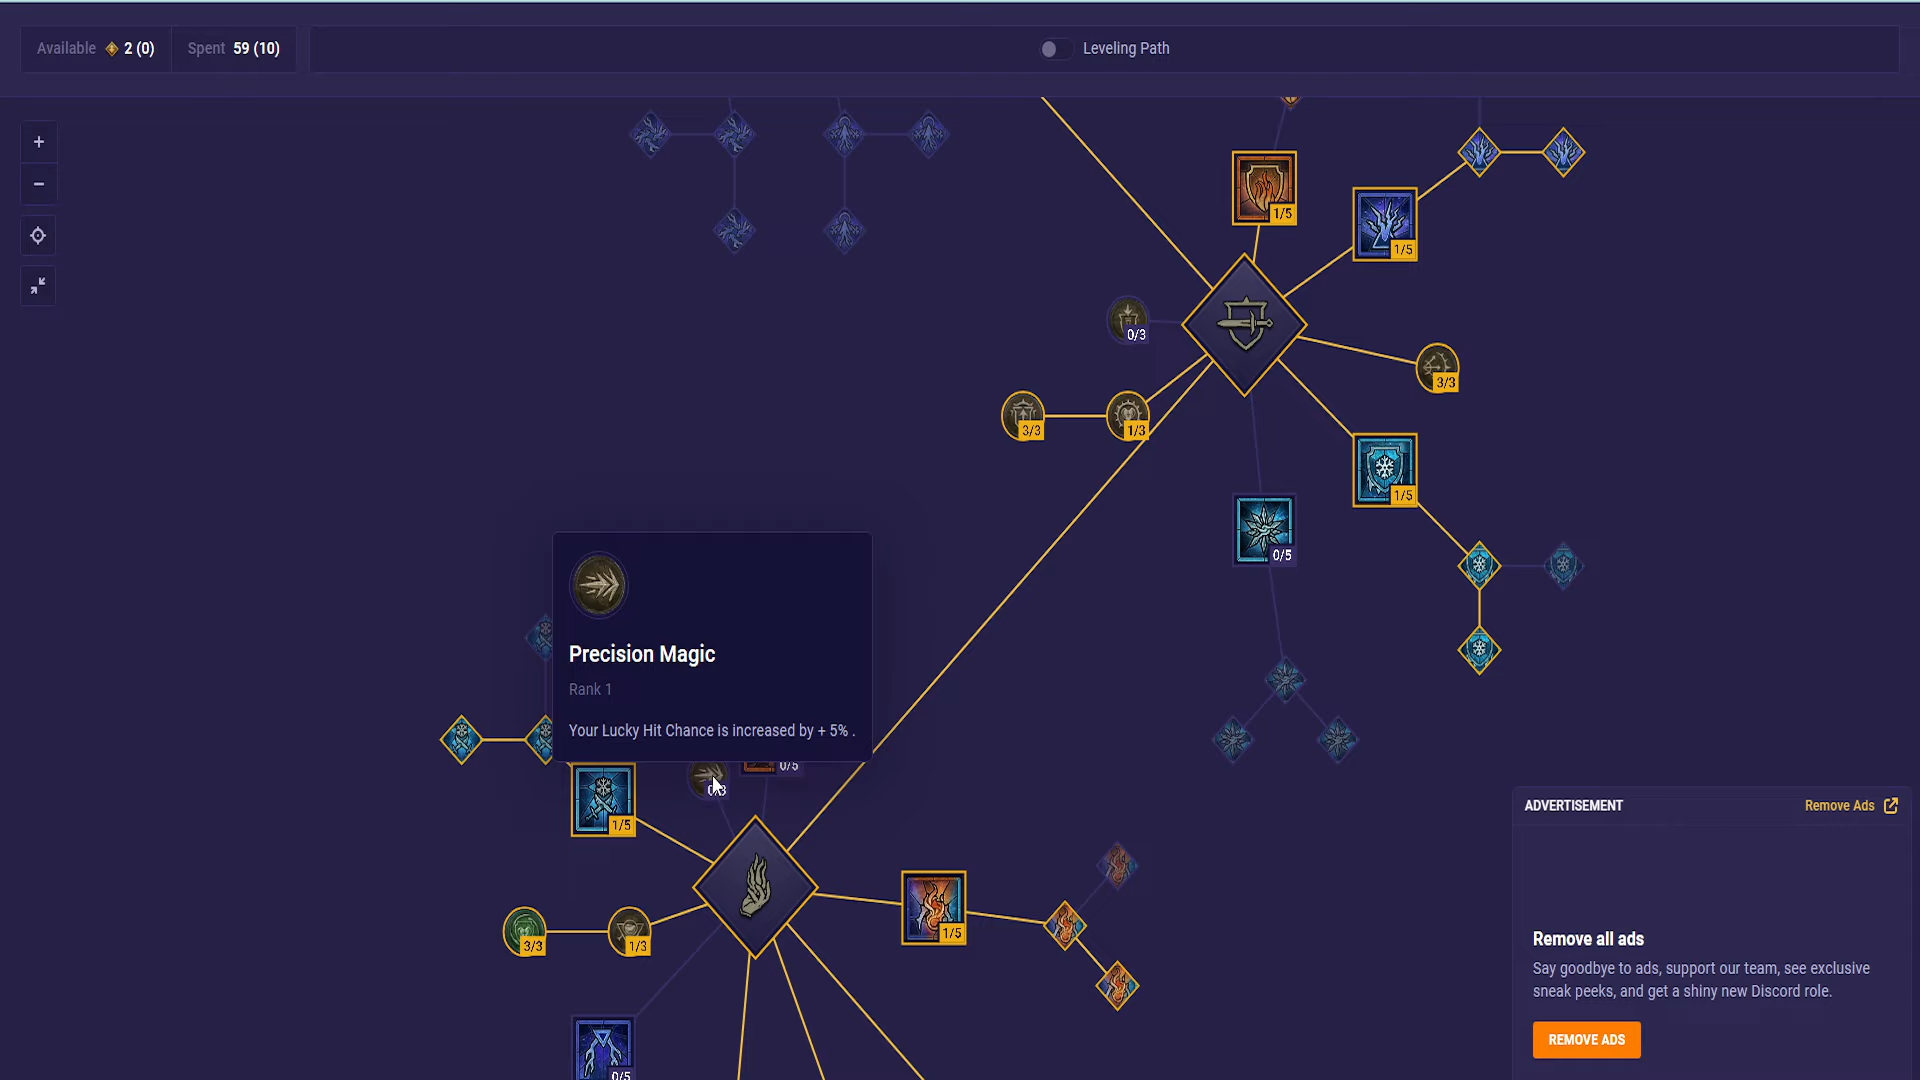 Available 2 (0) Spent 59 (10)
Leveling Path
+
−
1/5
1/5
0/3
3/3
3/3
1/3
1/5
0/5
Precision Magic
Rank 1
Your Lucky Hit Chance is increased by + 5% .
0/5
0/3
1/5
1/5
3/3
1/3
0/5
ADVERTISEMENT
Remove Ads
Remove all ads
Say goodbye to ads, support our team, see exclusive
sneak peeks, and get a shiny new Discord role.
REMOVE ADS